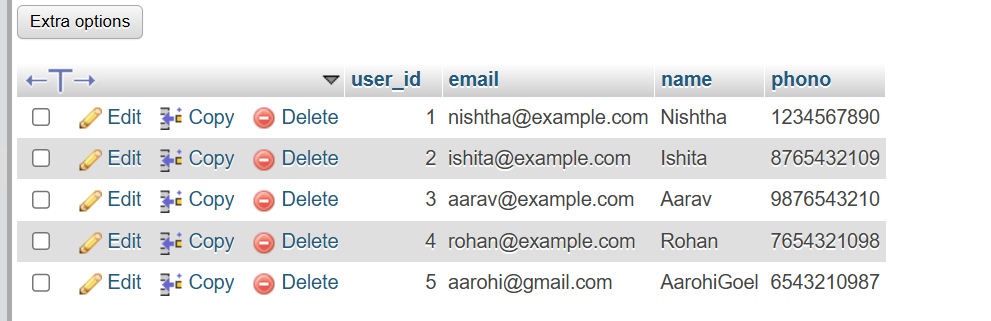 Extra options
user_id email name phono
Edit Copy Delete 1 nishtha@example.com Nishtha 1234567890
Edit Copy Delete 2 ishita@example.com Ishita 8765432109
Edit Copy Delete 3 aarav@example.com Aarav 9876543210
Edit Copy Delete 4 rohan@example.com Rohan 7654321098
Edit Copy Delete 5 aarohi@gmail.com AarohiGoel 6543210987